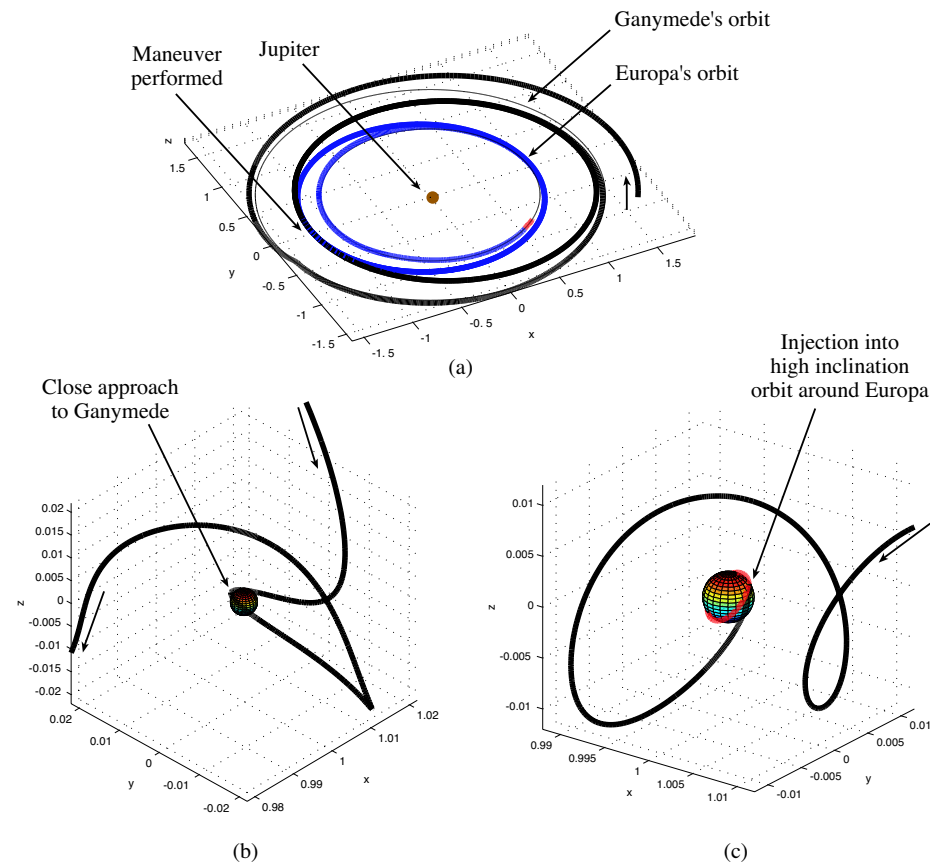 Ganymede's orbit
Maneuver
performed
Jupiter
Europa's orbit
z
1.5
1
0.5
0
-0. 5
-1
-1. 5
y
-1. 5
-1
-0. 5
0
0.5
1
1.5
x
(a)
Close approach
to Ganymede
0.02
0.015
0.01
0.005
0
-0.005
-0.01
-0.015
-0.02
z
0.02
0.01
0
-0.01
-0.02
y
0.98
0.99
1
1.01
1.02
x
(b)
Injection into
high inclination
orbit around Europa
0.01
0.005
0
-0.005
-0.01
z
0.99
0.995
1
1.005
1.01
x
-0.01
-0.005
0
0.005
0.01
y
(c)